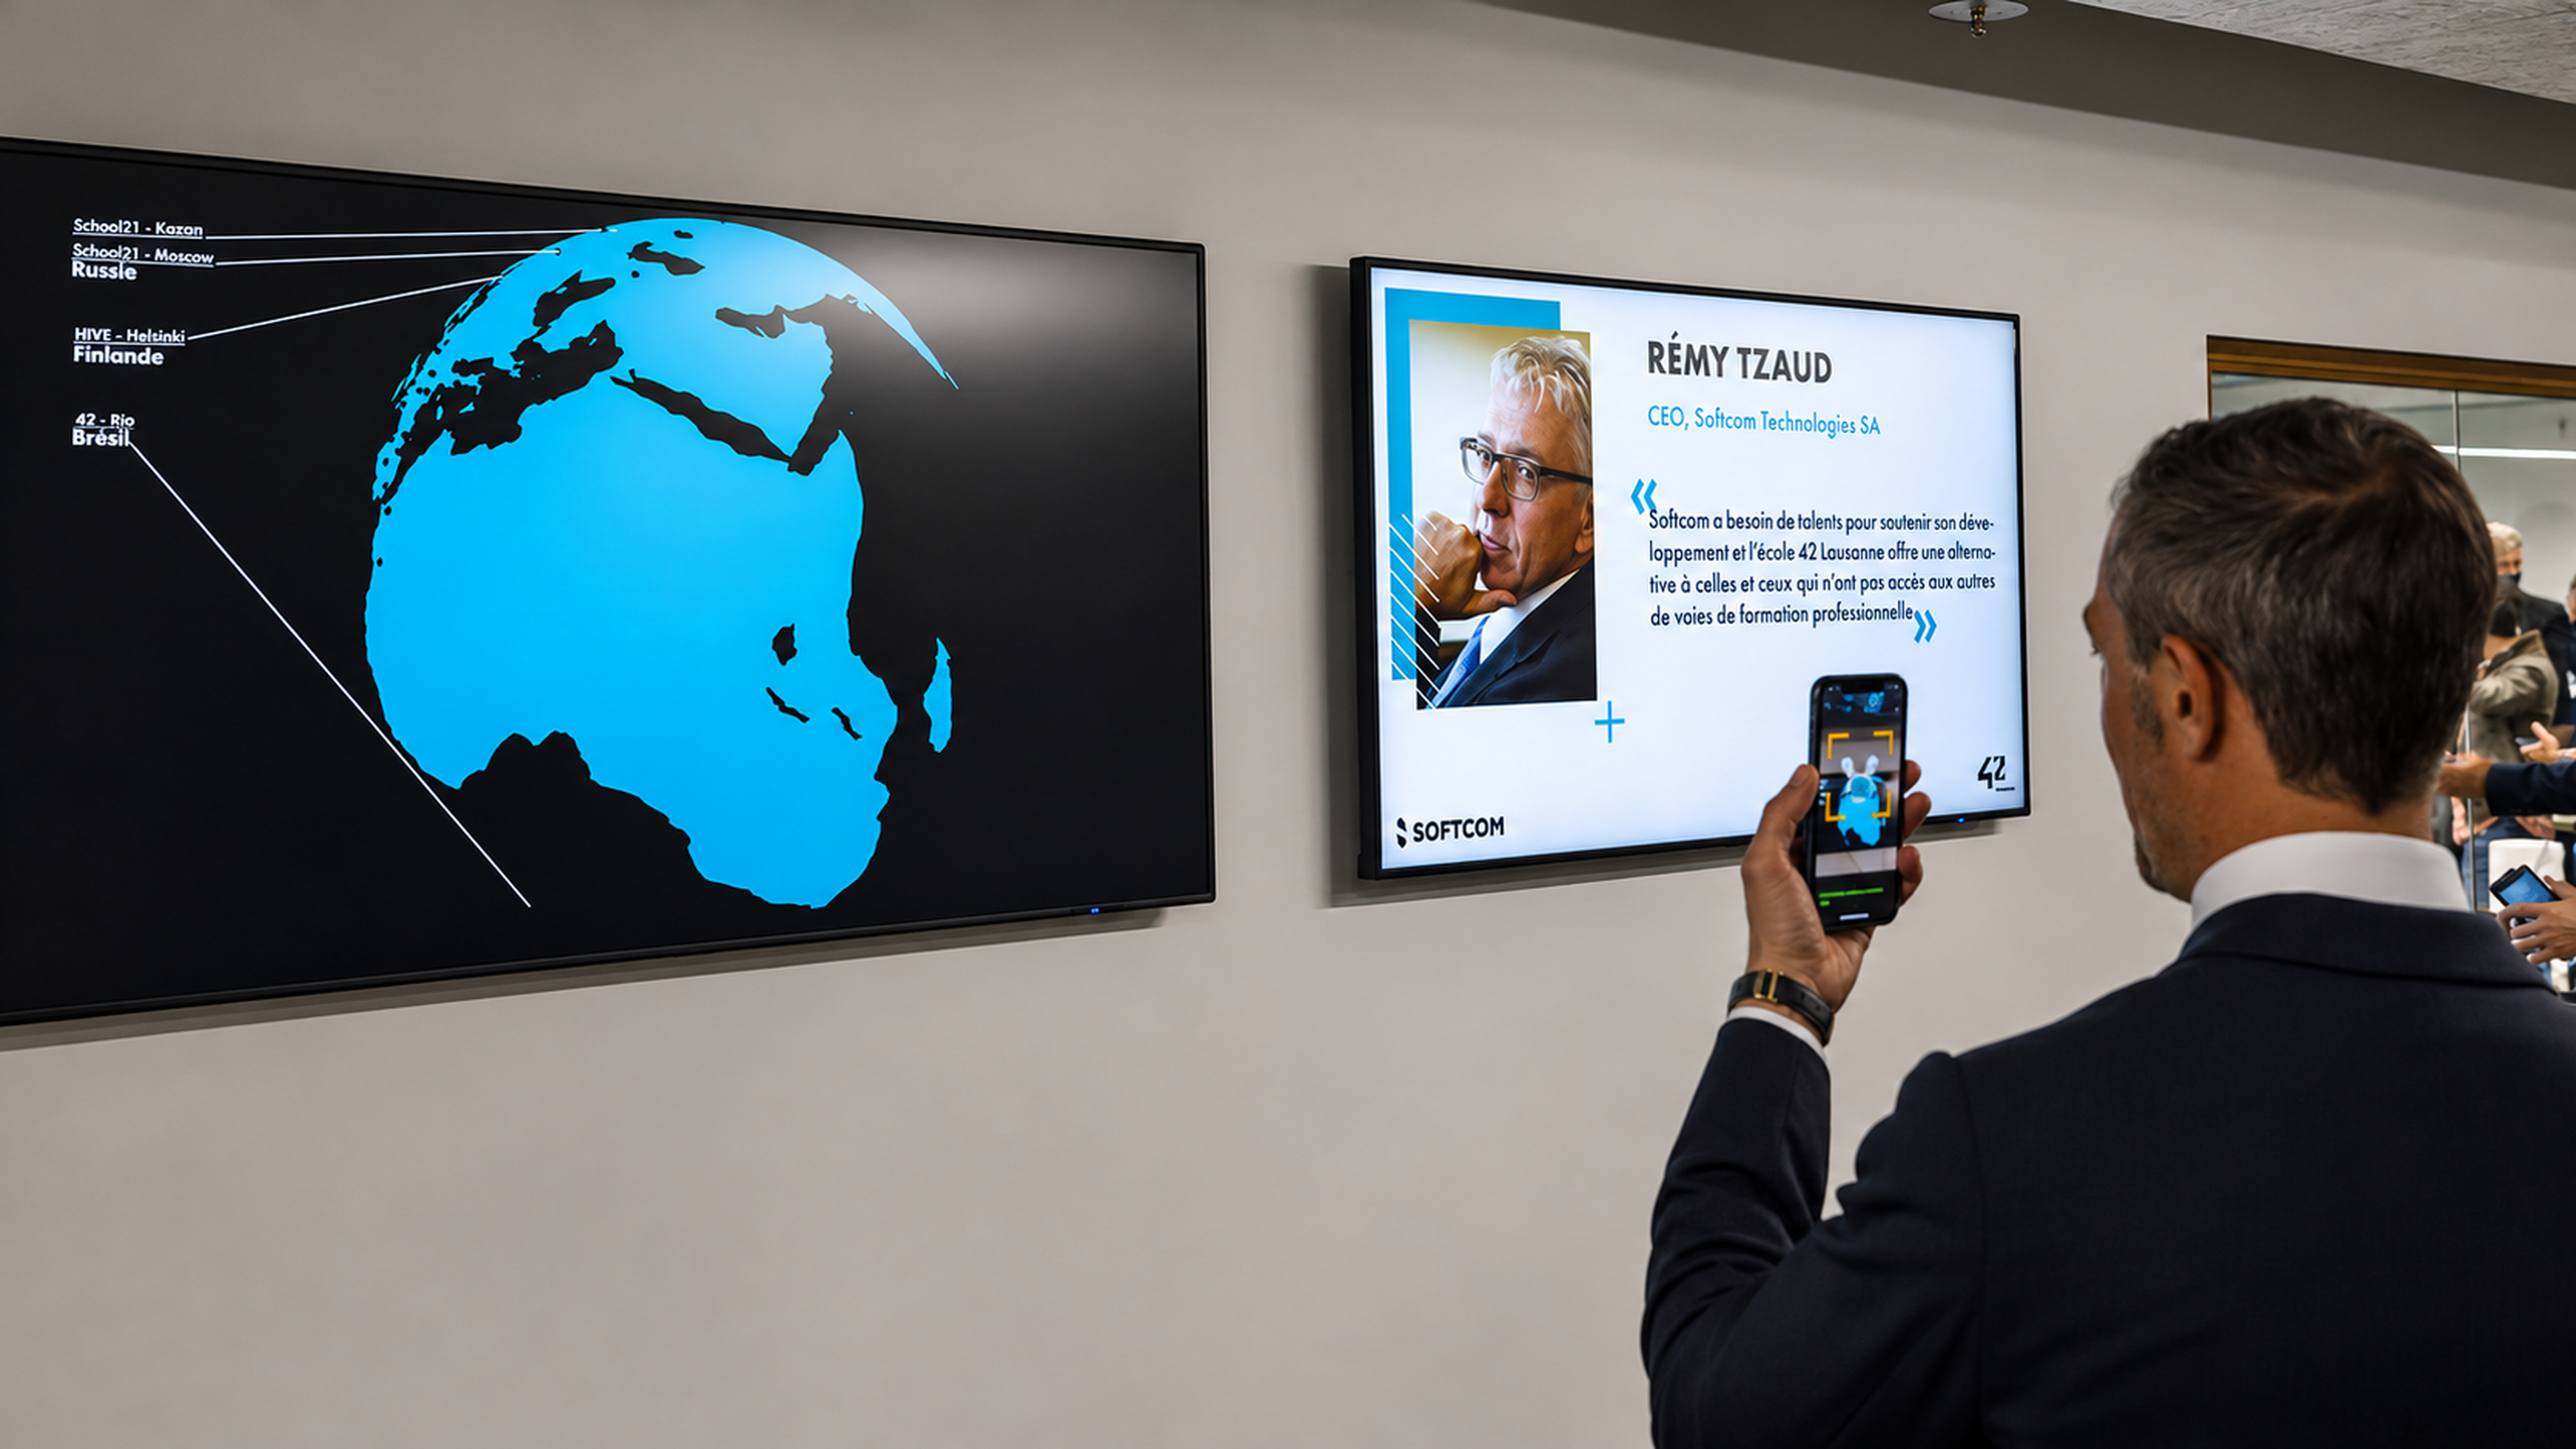 School21 - Kazan
School21 - Moscow
Russie
HIVE - Helsinki
Finlande
42 - Rio
Brésil
RÉMY TZAUD
CEO, Softcom Technologies SA
«
Softcom a besoin de talents pour soutenir son déve-
loppement et l'école 42 Lausanne offre une alterna-
tive à celles et ceux qui n'ont pas accès aux autres
de voies de formation professionnelle »
SOFTCOM
42